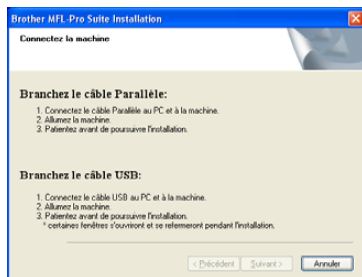 Brother MFL-Pro Suite Installation
Connectez la machine
Branchez le câble Parallèle:
1. Connectez le câble Parallèle au PC et à la machine.
2. Allumez la machine.
3. Patientez avant de poursuivre l'installation.
Branchez le câble USB:
1. Connectez le câble USB au PC et à la machine.
2. Allumez la machine.
3. Patientez avant de poursuivre l'installation.
* certaines fenêtres s'ouvriront et se refermeront pendant l'installation.
< Précédent Suivant > Annuler